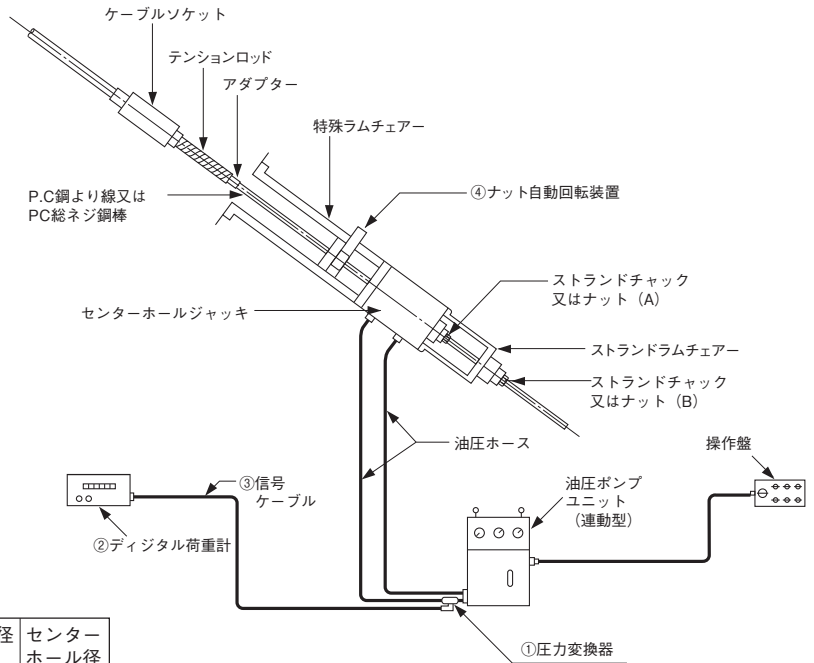 ケーブルソケット
テンションロッド
アダプター
特殊ラムチェアー
④ナット自動回転装置
P.C鋼より線又は
PC総ネジ鋼棒
ストランドチャック
又はナット（A）
センターホールジャッキ
ストランドラムチェアー
ストランドチャック
又はナット（B）
油圧ホース
操作盤
③信号
ケーブル
油圧ポンプ
ユニット
（連動型）
②ディジタル荷重計
径
センター
ホール径
①圧力変換器